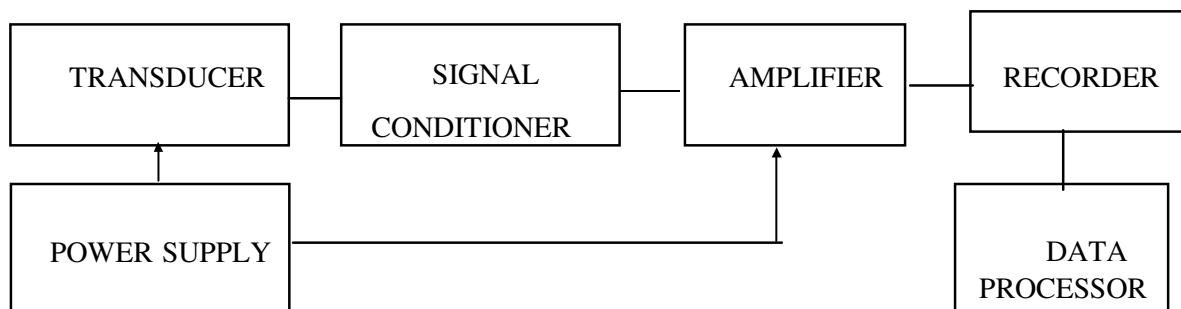 TRANSDUCER
SIGNAL
CONDITIONER
AMPLIFIER
RECORDER
POWER SUPPLY
DATA
PROCESSOR